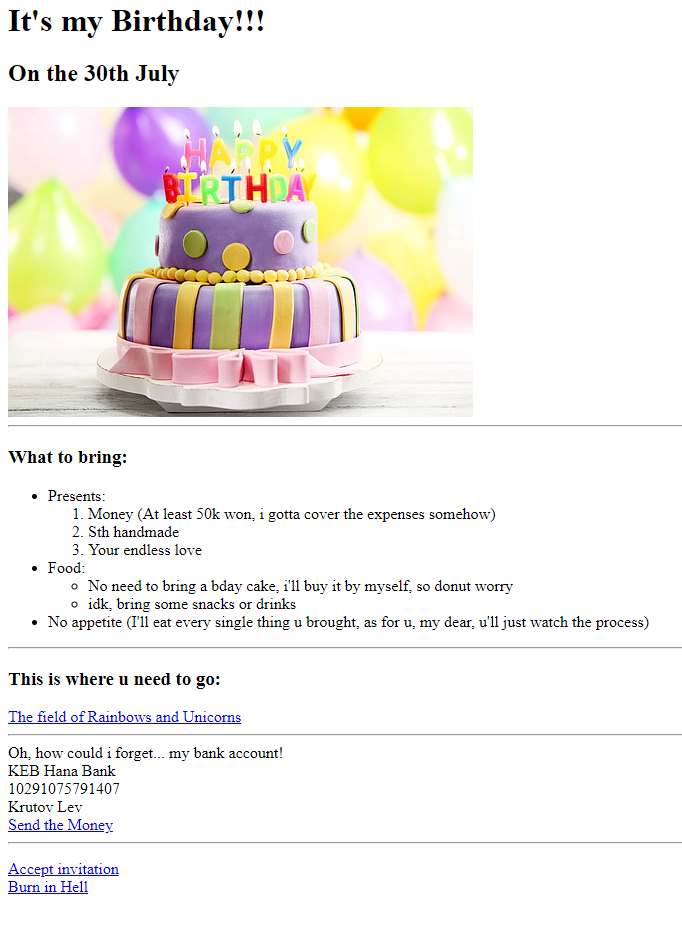 It's my Birthday!!!
On the 30th July
HAPPY
BIRTHDAY
What to bring:
• Presents:
1. Money (At least 50k won, i gotta cover the expenses somehow)
2. Sth handmade
3. Your endless love
• Food:
◦ No need to bring a bday cake, i'll buy it by myself, so donut worry
◦ idk, bring some snacks or drinks
• No appetite (I'll eat every single thing u brought, as for u, my dear, u'll just watch the process)
This is where u need to go:
The field of Rainbows and Unicorns
Oh, how could i forget... my bank account!
KEB Hana Bank
10291075791407
Krutov Lev
Send the Money
Accept invitation
Burn in Hell